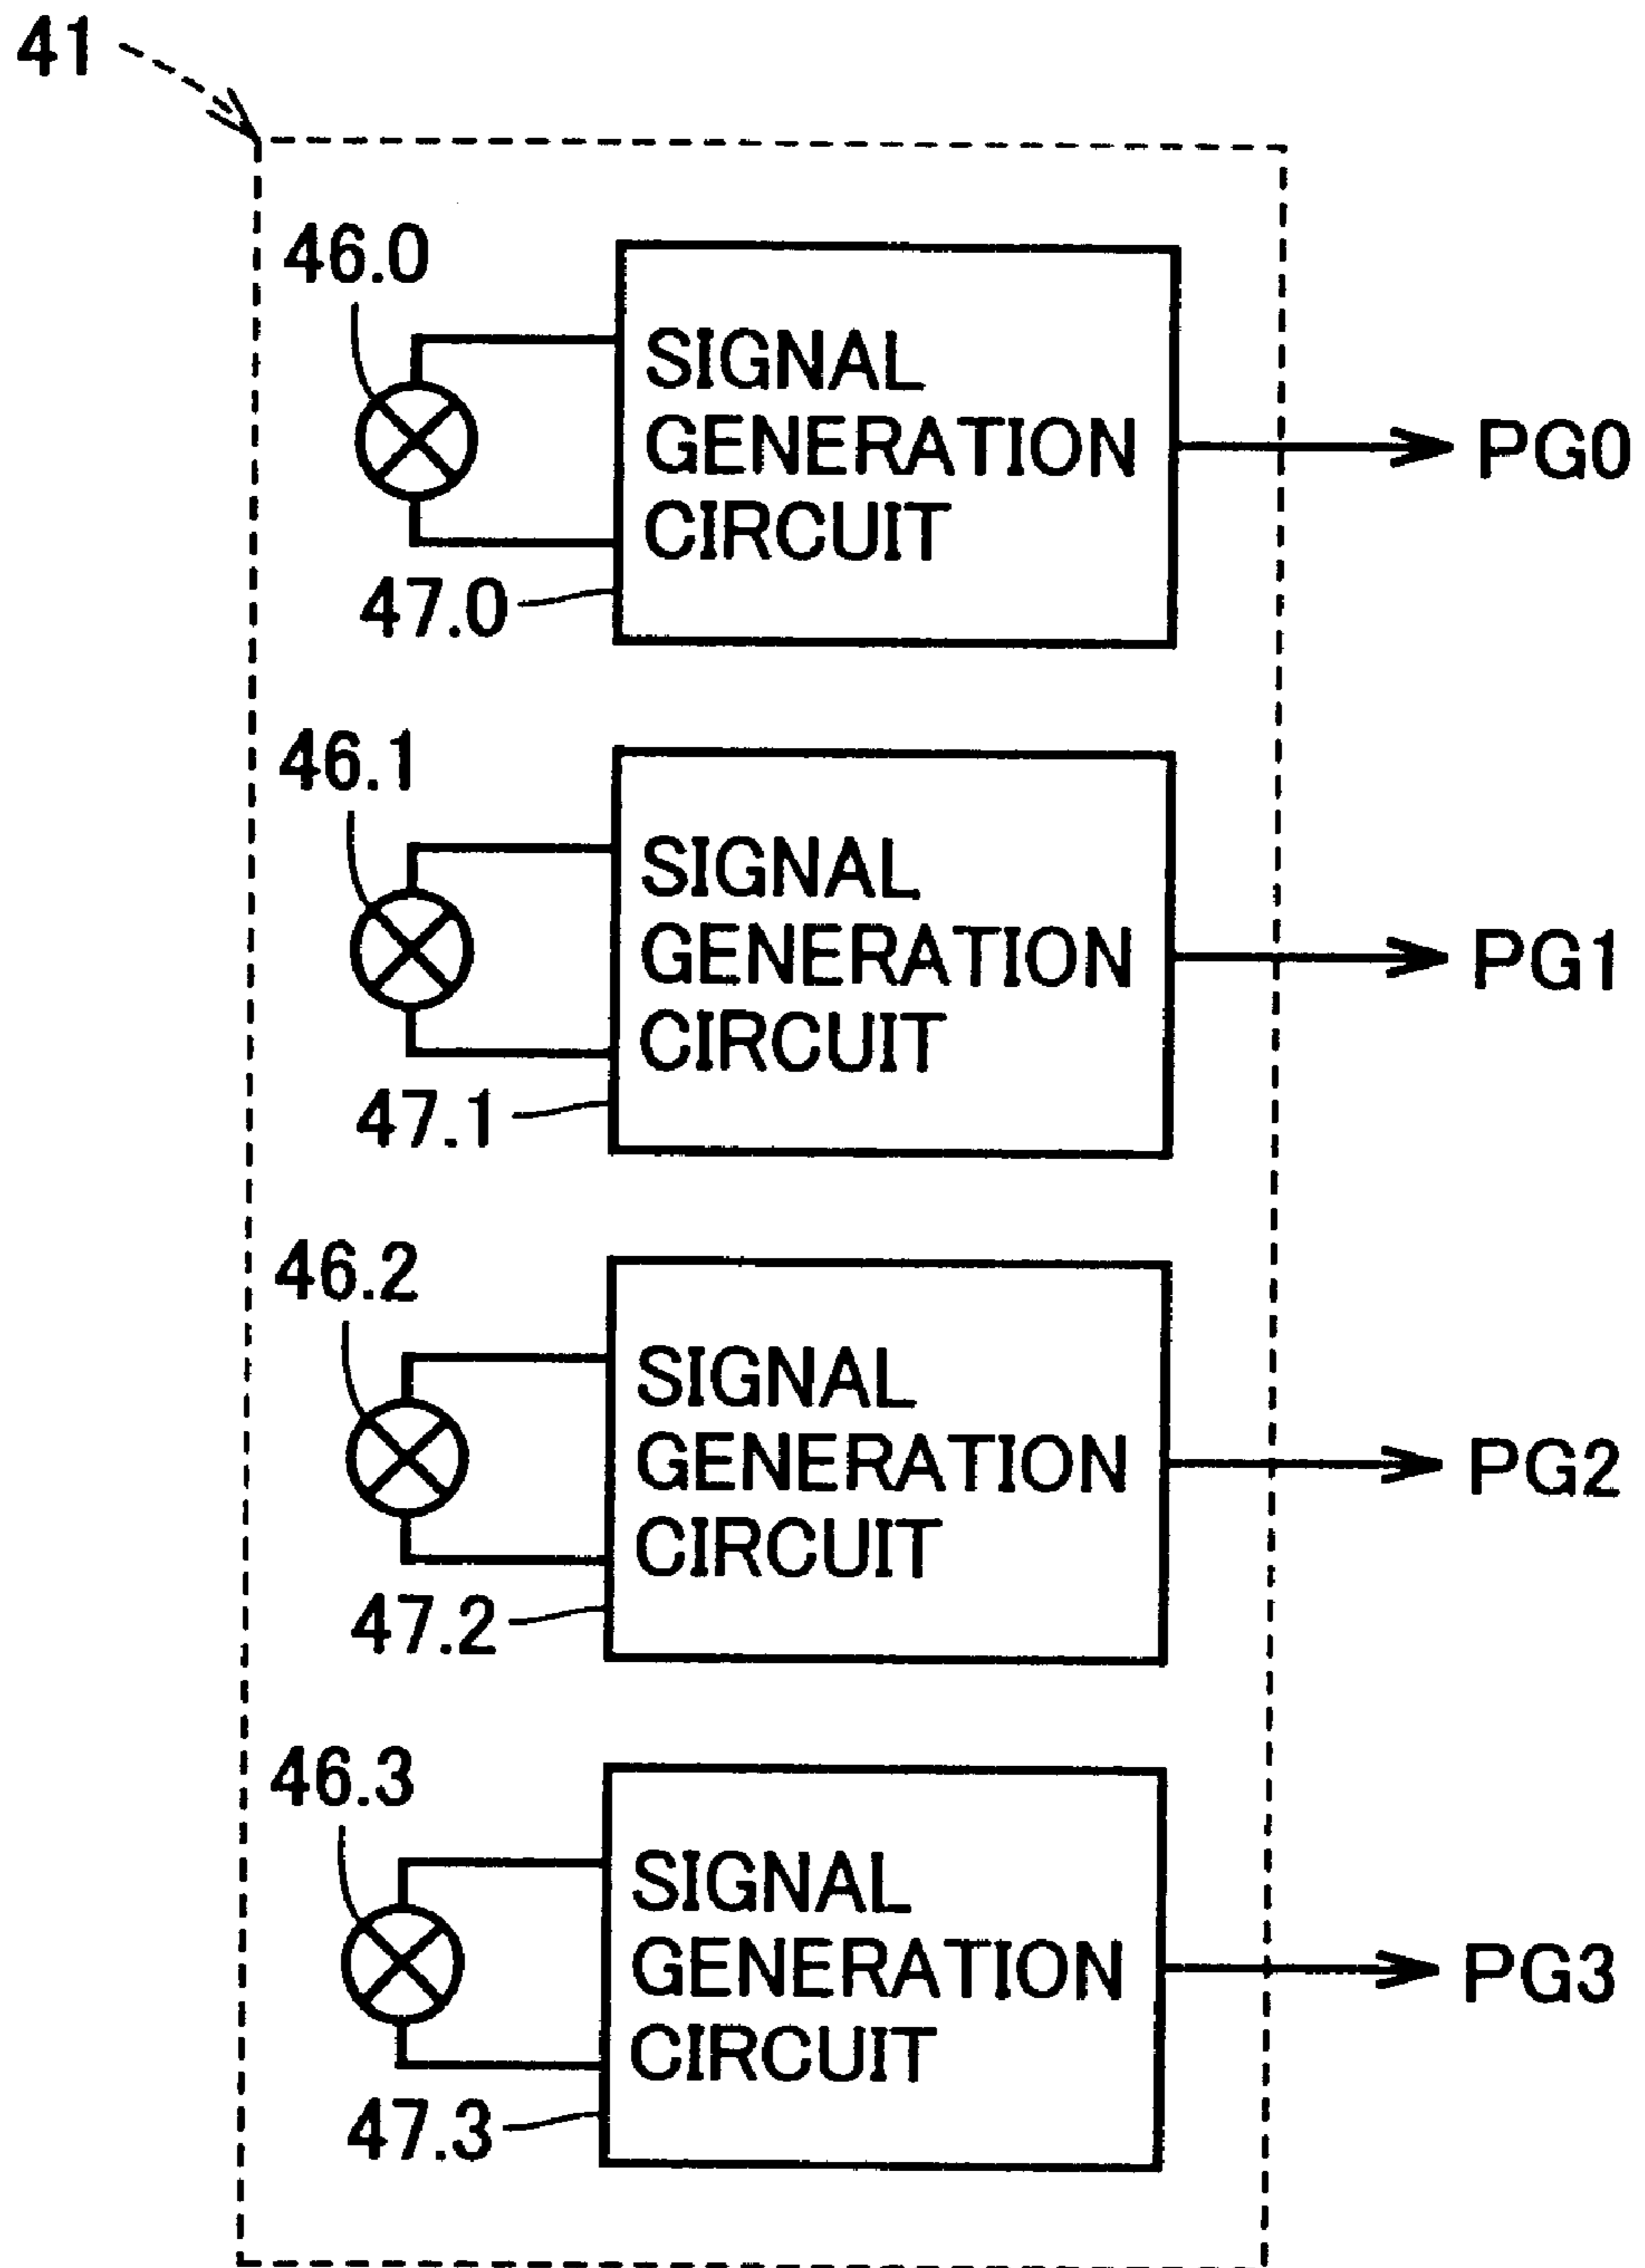 41
46.0
SIGNAL
GENERATION
CIRCUIT
PG0
47.0
46.1
SIGNAL
GENERATION
CIRCUIT
PG1
47.1
46.2
SIGNAL
GENERATION
CIRCUIT
PG2
47.2
46.3
SIGNAL
GENERATION
CIRCUIT
PG3
47.3